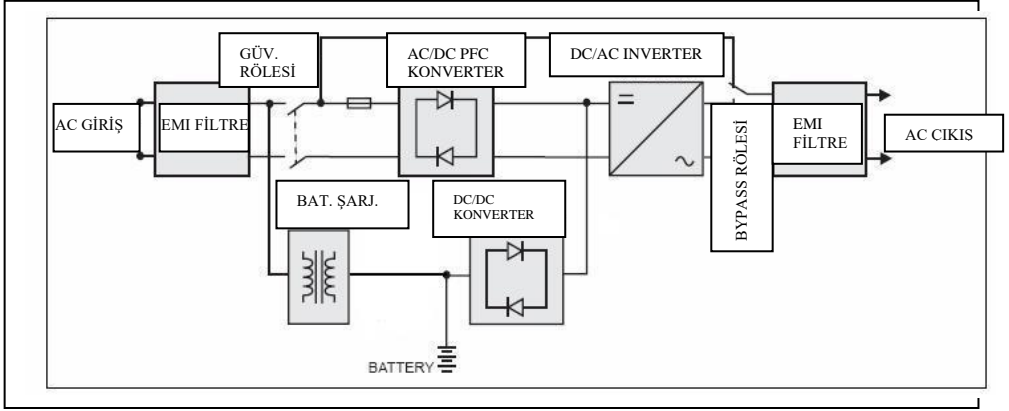 GÜV.
RÖLESİ
AC/DC PFC
KONVERTER
DC/AC INVERTER
AC GİRİŞ
EMI FİLTRE
BYPASS RÖLESİ
EMI
FİLTRE
AC CIKIS
BAT. ŞARJ.
DC/DC
KONVERTER
BATTERY